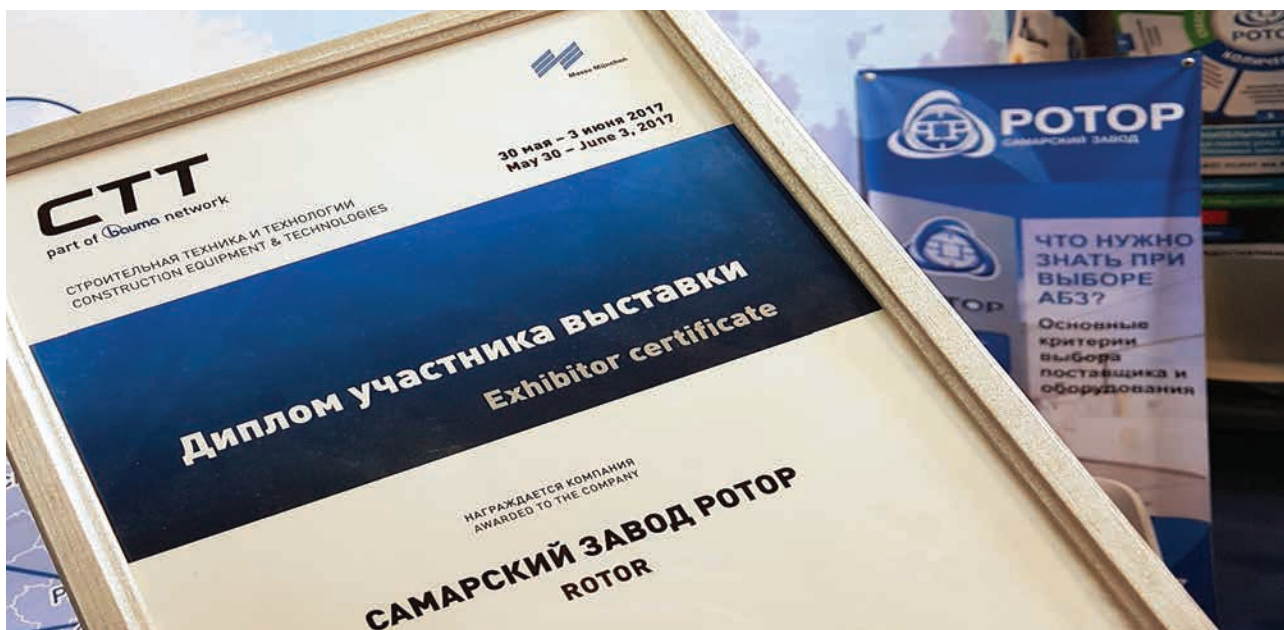 Messe München
30 мая – 3 июня 2017
May 30 – June 3, 2017
CTT
part of bauma network
СТРОИТЕЛЬНАЯ ТЕХНИКА И ТЕХНОЛОГИИ
CONSTRUCTION EQUIPMENT & TECHNOLOGIES
Диплом участника выставки
Exhibitor certificate
НАГРАЖДАЕТСЯ КОМПАНИЯ
AWARDED TO THE COMPANY
САМАРСКИЙ ЗАВОД РОТОР
ROTOR
РОТОР
САМАРСКИЙ ЗАВОД
ЧТО НУЖНО
ЗНАТЬ ПРИ
ВЫБОРЕ
АБЗ?
Основные
критерии
выбора
поставщика и
оборудования